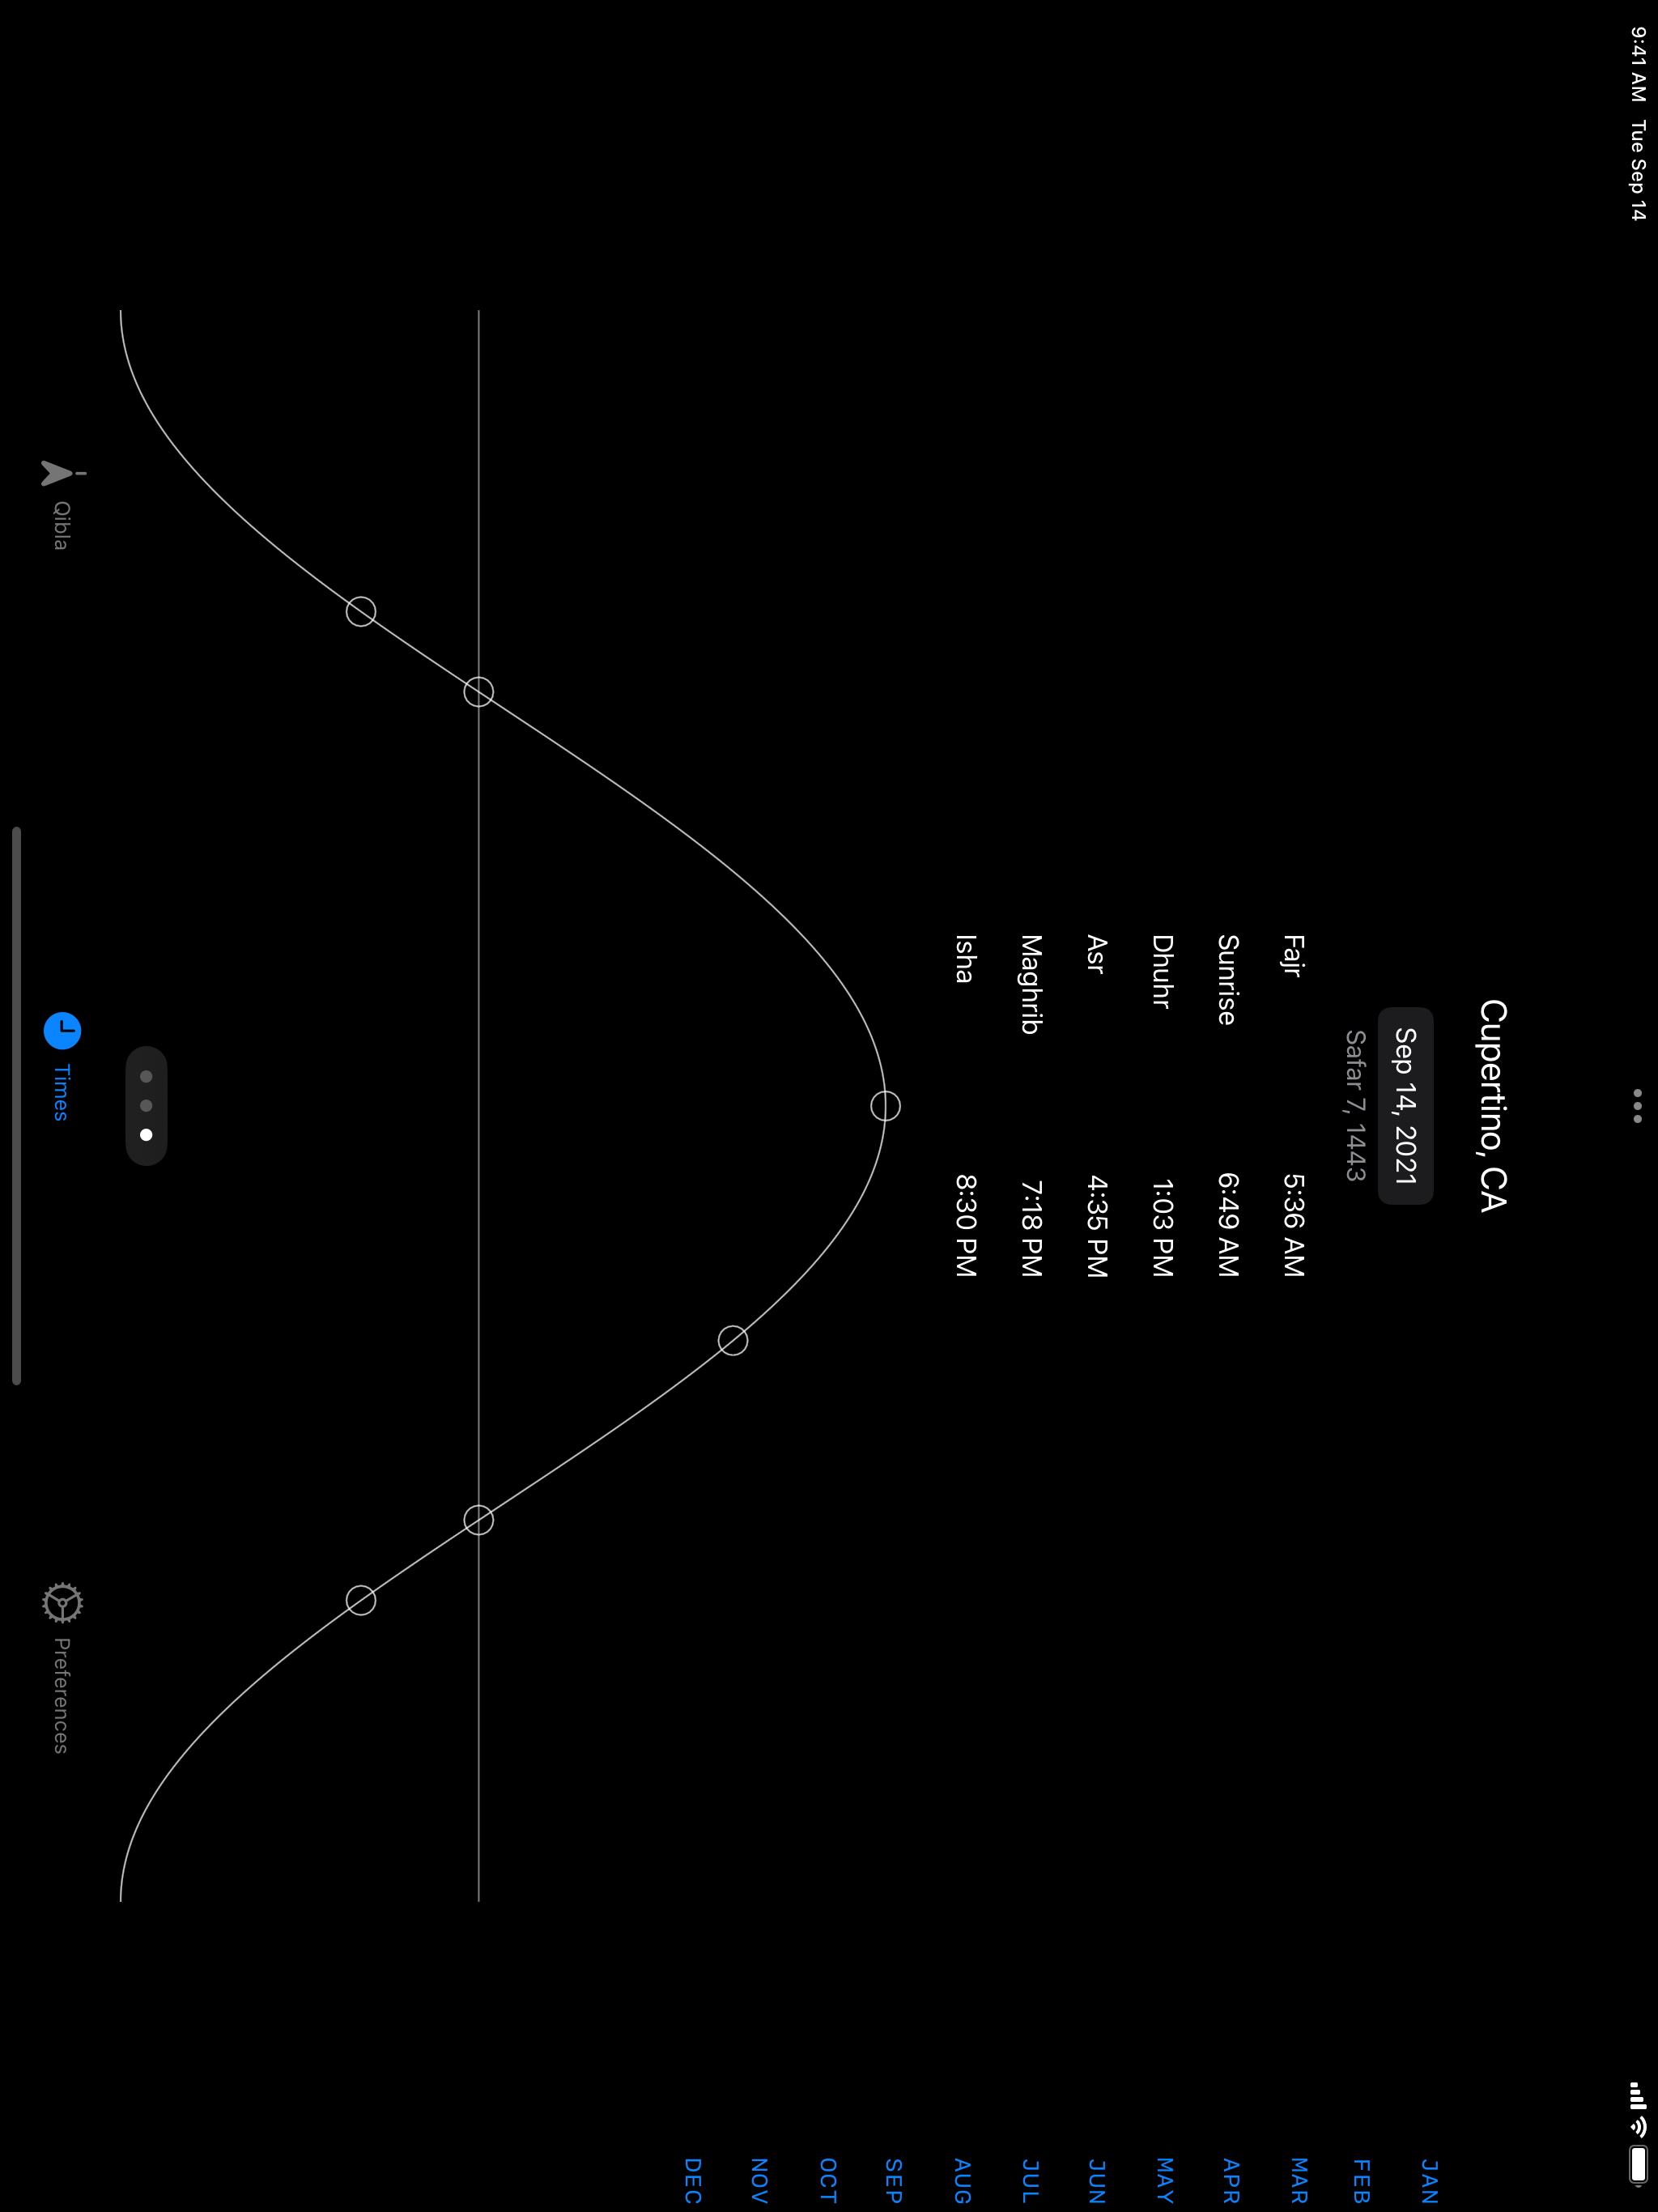 9:41 AM Tue Sep 14
Cupertino, CA
Sep 14, 2021
Safar 7, 1443
Fajr 5:36 AM
Sunrise 6:49 AM
Dhuhr 1:03 PM
Asr 4:35 PM
Maghrib 7:18 PM
Isha 8:30 PM
JAN
FEB
MAR
APR
MAY
JUN
JUL
AUG
SEP
OCT
NOV
DEC
Qibla Times Preferences